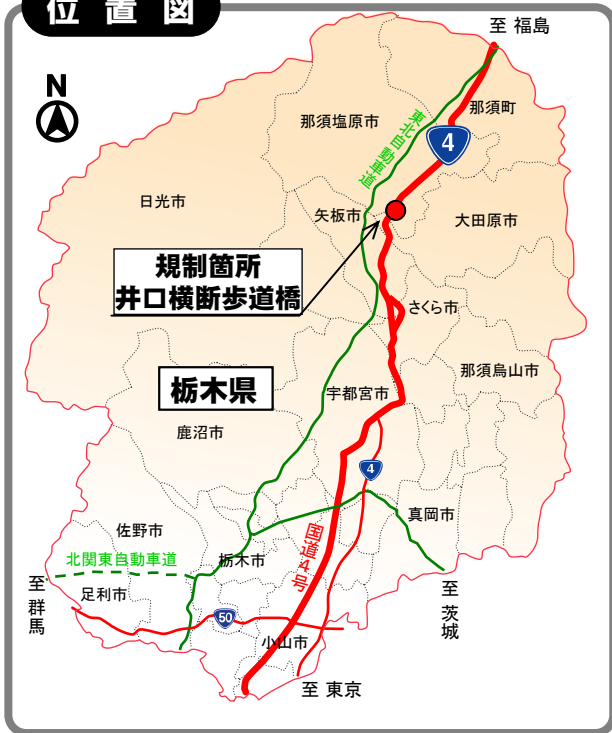 位置図
至 福島
N
那須町
那須塩原市
4
東北自動車道
日光市
矢板市
大田原市
規制箇所
井口横断歩道橋
さくら市
那須烏山市
栃木県
宇都宮市
鹿沼市
4
真岡市
佐野市
国道4号
北関東自動車道
栃木市
至 群馬
足利市
至 茨城
50
小山市
至 東京